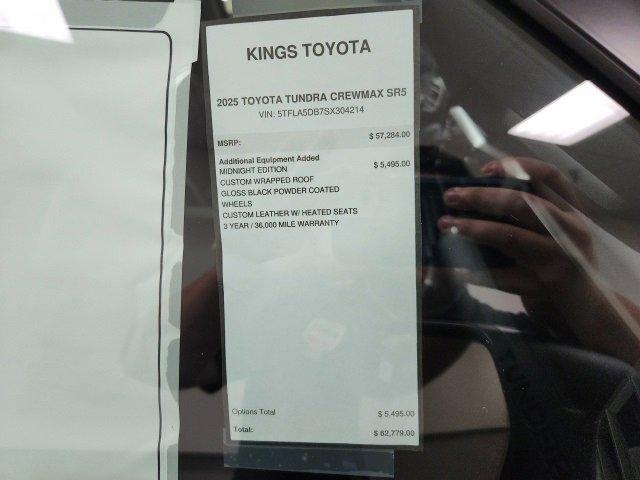 KINGS TOYOTA
2025 TOYOTA TUNDRA CREWMAX SR5
VIN: 5TFLA5DB7SX304214
MSRP: $ 57,284.00
Additional Equipment Added
MIDNIGHT EDITION $ 5,495.00
CUSTOM WRAPPED ROOF
GLOSS BLACK POWDER COATED
WHEELS
CUSTOM LEATHER W/ HEATED SEATS
3 YEAR / 36,000 MILE WARRANTY
Options Total $ 5,495.00
Total: $ 62,779.00